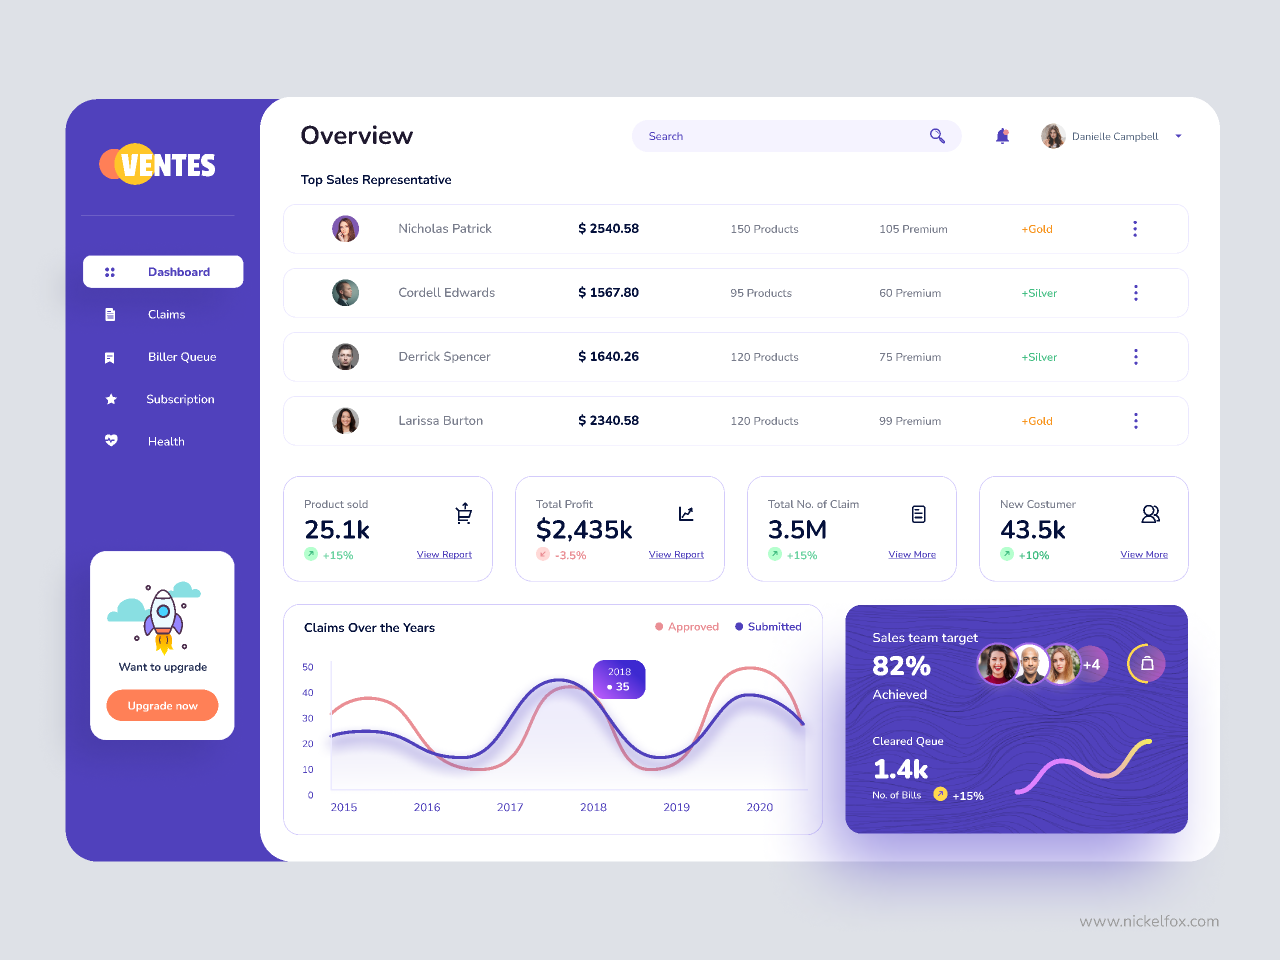 VENTES
Dashboard
Claims
Biller Queue
Subscription
Health
Want to upgrade
Upgrade now
Overview
Search
Danielle Campbell
Top Sales Representative
Nicholas Patrick $ 2540.58 150 Products 105 Premium +Gold
Cordell Edwards $ 1567.80 95 Products 60 Premium +Silver
Derrick Spencer $ 1640.26 120 Products 75 Premium +Silver
Larissa Burton $ 2340.58 120 Products 99 Premium +Gold
Product sold
25.1k
+15% View Report
Total Profit
$2,435k
-3.5% View Report
Total No. of Claim
3.5M
+15% View More
New Costumer
43.5k
+10% View More
Claims Over the Years
Approved Submitted
50
40
30
20
10
0
2018
35
2015 2016 2017 2018 2019 2020
Sales team target
82%
Achieved
+4
Cleared Qeue
1.4k
No. of Bills +15%
www.nickelfox.com